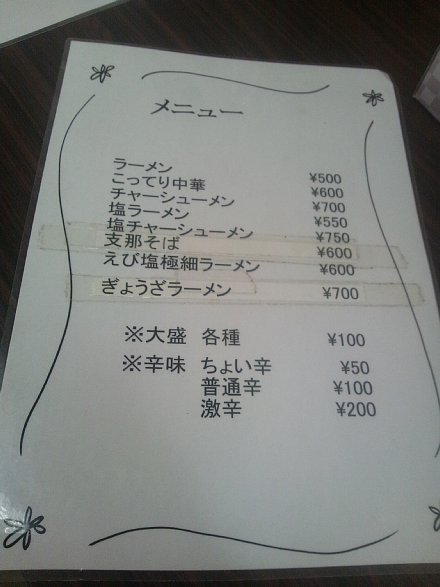 メニュー
ラーメン ¥500
こってり中華 ¥600
チャーシューメン ¥700
塩ラーメン ¥550
塩チャーシューメン ¥750
支那そば ¥600
えび塩極細ラーメン ¥600
ぎょうざラーメン ¥700
※大盛 各種 ¥100
※辛味 ちょい辛 ¥50
普通辛 ¥100
激辛 ¥200